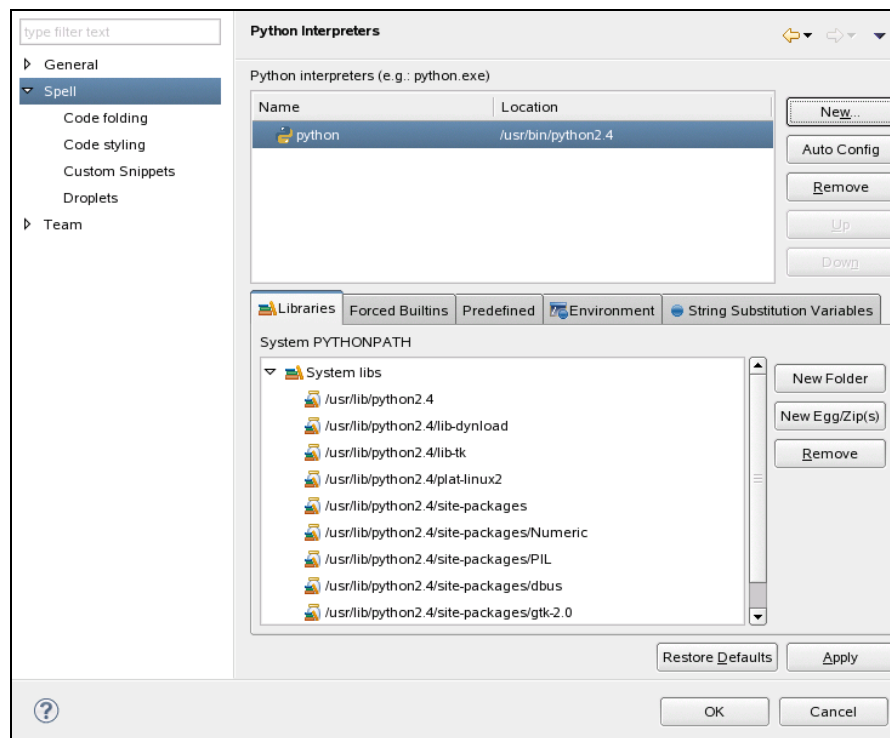 type filter text
General
Spell
Code folding
Code styling
Custom Snippets
Droplets
Team
Python Interpreters
Python interpreters (e.g.: python.exe)
Name Location
python /usr/bin/python2.4
New...
Auto Config
Remove
Up
Down
Libraries Forced Builtins Predefined Environment String Substitution Variables
System PYTHONPATH
System libs
/usr/lib/python2.4
/usr/lib/python2.4/lib-dynload
/usr/lib/python2.4/lib-tk
/usr/lib/python2.4/plat-linux2
/usr/lib/python2.4/site-packages
/usr/lib/python2.4/site-packages/Numeric
/usr/lib/python2.4/site-packages/PIL
/usr/lib/python2.4/site-packages/dbus
/usr/lib/python2.4/site-packages/gtk-2.0
New Folder
New Egg/Zip(s)
Remove
Restore Defaults Apply
OK Cancel